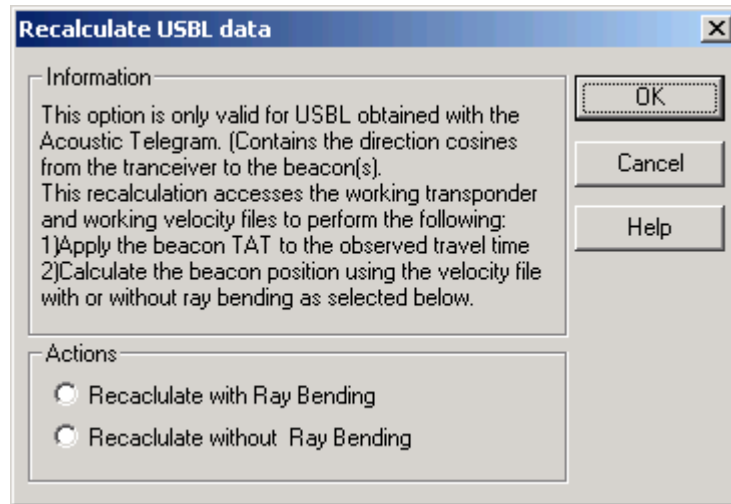 Recalculate USBL data
Information
This option is only valid for USBL obtained with the
Acoustic Telegram. (Contains the direction cosines
from the tranceiver to the beacon(s).
This recalculation accesses the working transponder
and working velocity files to perform the following:
1)Apply the beacon TAT to the observed travel time
2)Calculate the beacon position using the velocity file
with or without ray bending as selected below.
OK
Cancel
Help
Actions
Recaclulate with Ray Bending
Recaclulate without  Ray Bending